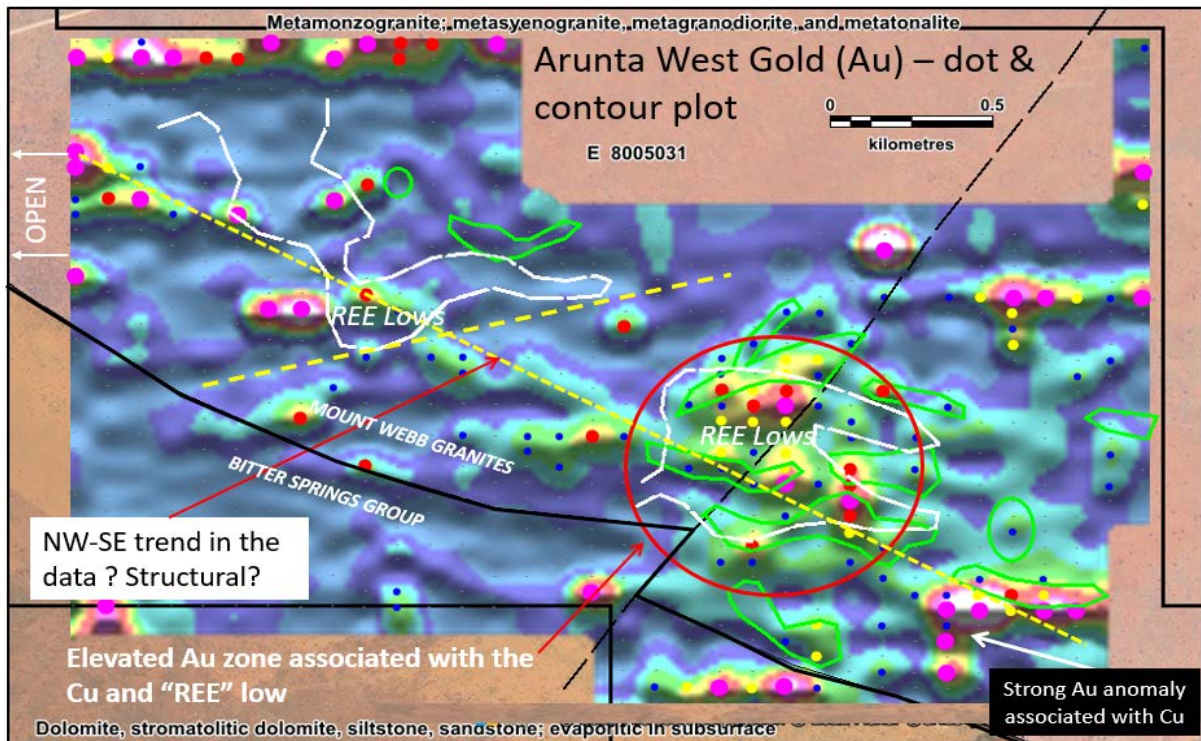 Metamonzogranite; metasyenogranite, metagranodiorite, and metatonalite
Arunta West Gold (Au) – dot &
contour plot
0 0.5
kilometres
E 8005031
OPEN
REE Lows
REE Lows
MOUNT WEBB GRANITES
BITTER SPRINGS GROUP
NW-SE trend in the
data ? Structural?
Elevated Au zone associated with the
Cu and “REE” low
Strong Au anomaly
associated with Cu
Dolomite, stromatolitic dolomite, siltstone, sandstone; evaporitic in subsurface